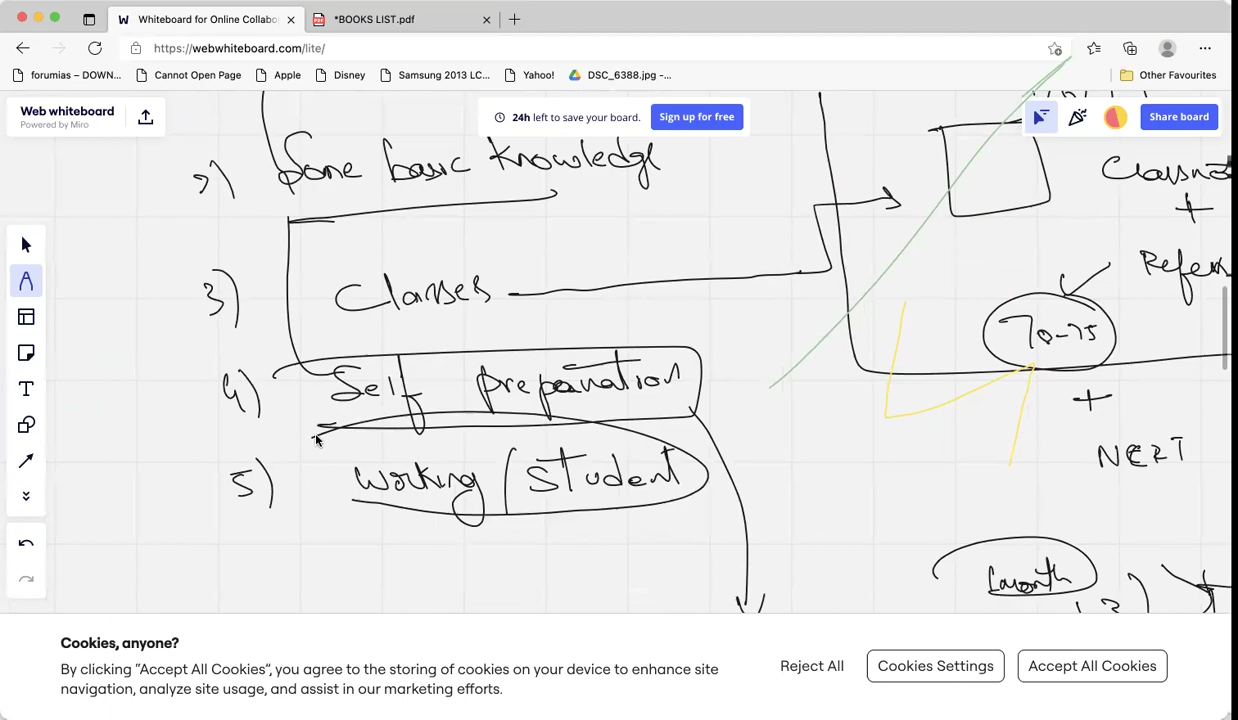 Whiteboard for Online Collabo
*BOOKS LIST.pdf
https://webwhiteboard.com/lite/
forumias – DOWN...
Cannot Open Page
Apple
Disney
Samsung 2013 LC...
Yahoo!
DSC_6388.jpg -...
Other Favourites
Web whiteboard
Powered by Miro
24h left to save your board.
Sign up for free
Share board
2) Some basic knowledge
3) Classes
4) Self preparation
5) Working / Student
+
Refer
70-75
+
1 month
Cookies, anyone?
By clicking “Accept All Cookies”, you agree to the storing of cookies on your device to enhance site
navigation, analyze site usage, and assist in our marketing efforts.
Reject All
Cookies Settings
Accept All Cookies